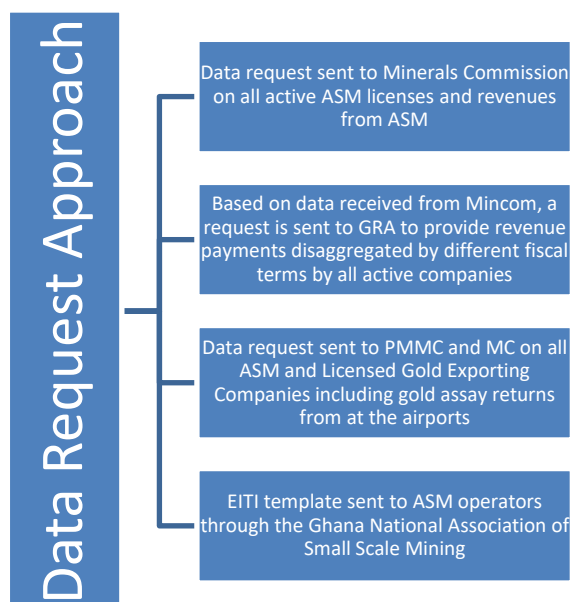 Data Request Approach
Data request sent to Minerals Commission
on all active ASM licenses and revenues
from ASM
Based on data received from Mincom, a
request is sent to GRA to provide revenue
payments disaggregated by different fiscal
terms by all active companies
Data request sent to PMMC and MC on all
ASM and Licensed Gold Exporting
Companies including gold assay returns
from at the airports
EITI template sent to ASM operators
through the Ghana National Association of
Small Scale Mining